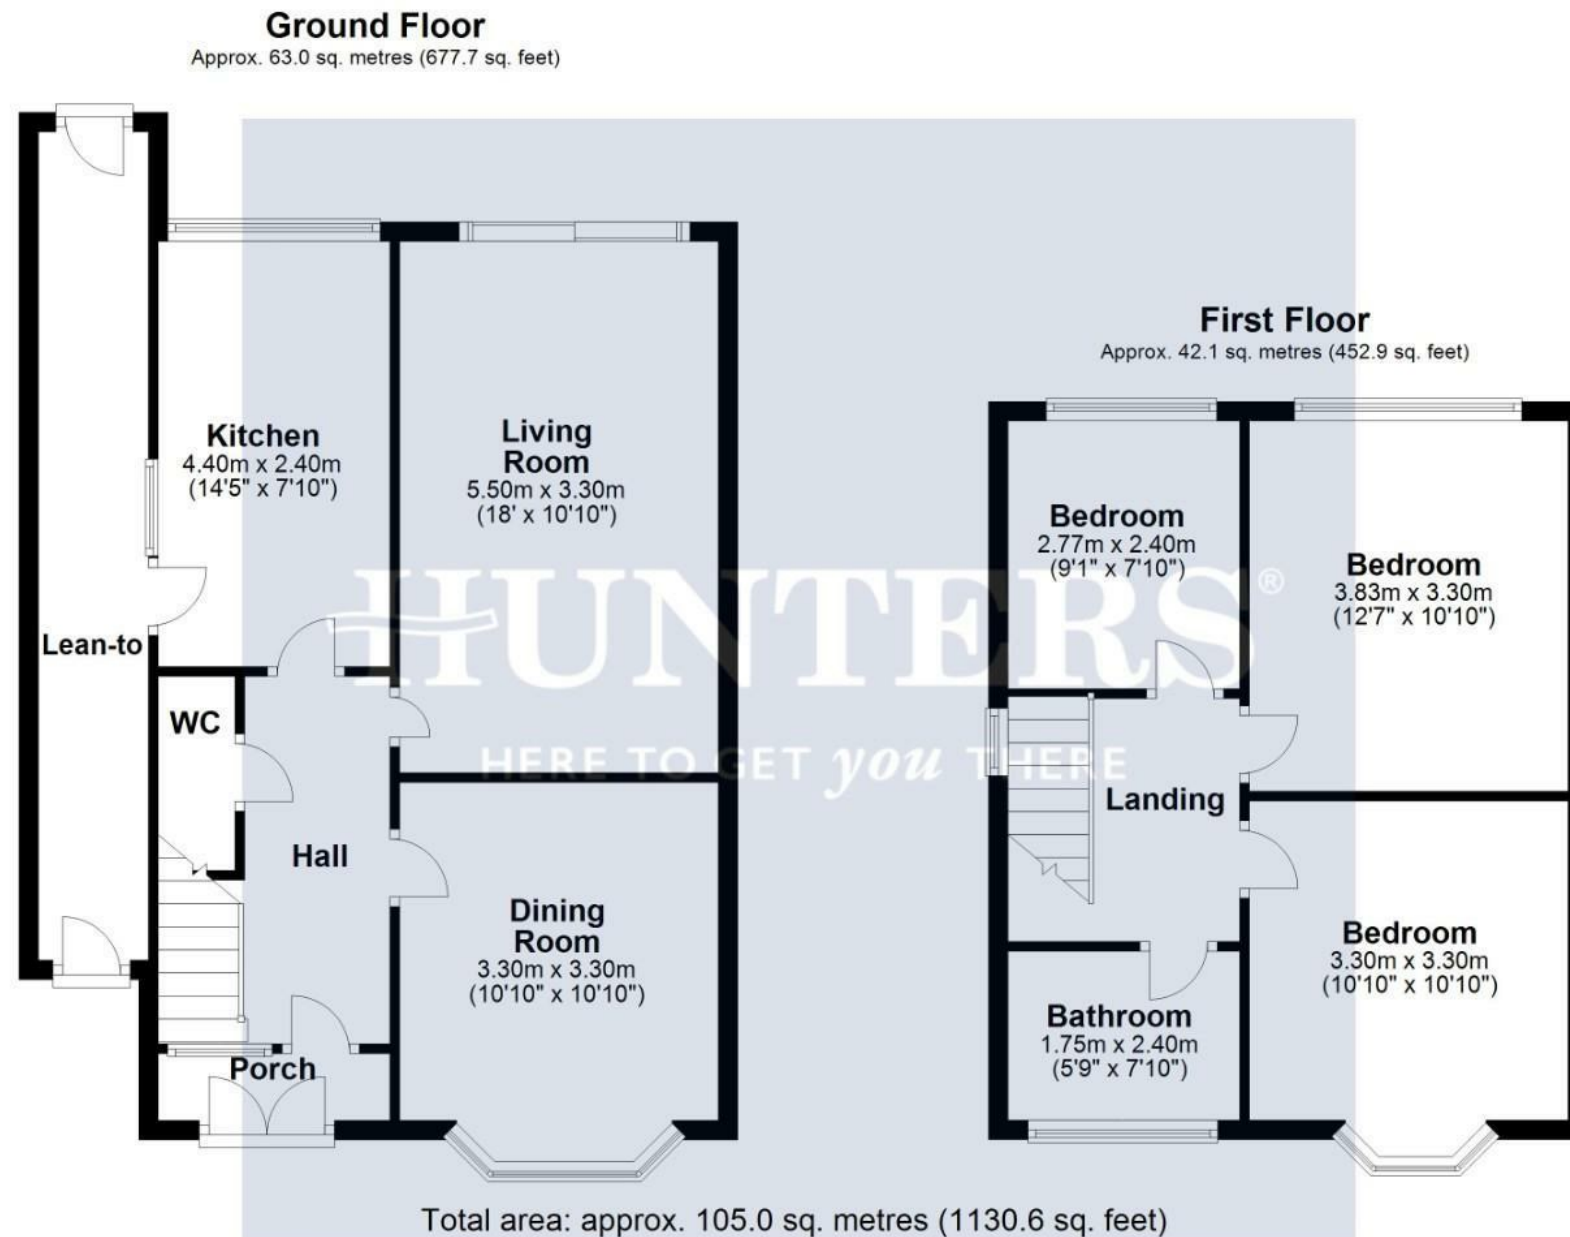 Ground Floor
Approx. 63.0 sq. metres (677.7 sq. feet)
Kitchen
4.40m x 2.40m
(14'5" x 7'10")
Living
Room
5.50m x 3.30m
(18' x 10'10")
Lean-to
WC
Hall
Dining
Room
3.30m x 3.30m
(10'10" x 10'10")
Porch
First Floor
Approx. 42.1 sq. metres (452.9 sq. feet)
Bedroom
2.77m x 2.40m
(9'1" x 7'10")
Bedroom
3.83m x 3.30m
(12'7" x 10'10")
Landing
Bedroom
3.30m x 3.30m
(10'10" x 10'10")
Bathroom
1.75m x 2.40m
(5'9" x 7'10")
HUNTERS®
HERE TO GET you THERE
Total area: approx. 105.0 sq. metres (1130.6 sq. feet)